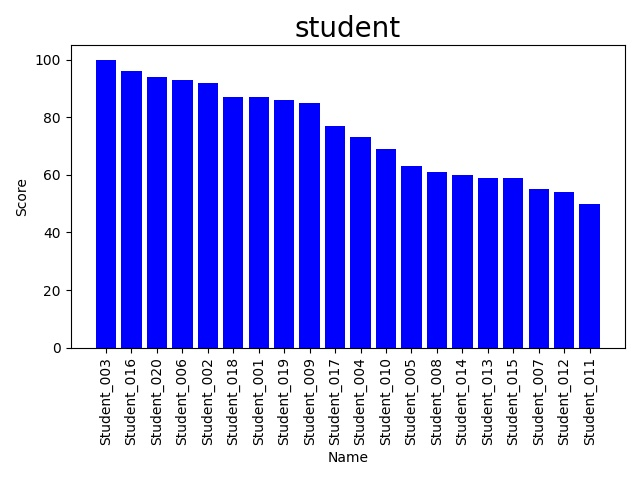 student
Score
100
80
60
40
20
0
Student_003
Student_016
Student_020
Student_006
Student_002
Student_018
Student_001
Student_019
Student_009
Student_017
Student_004
Student_010
Student_005
Student_008
Student_014
Student_013
Student_015
Student_007
Student_012
Student_011
Name